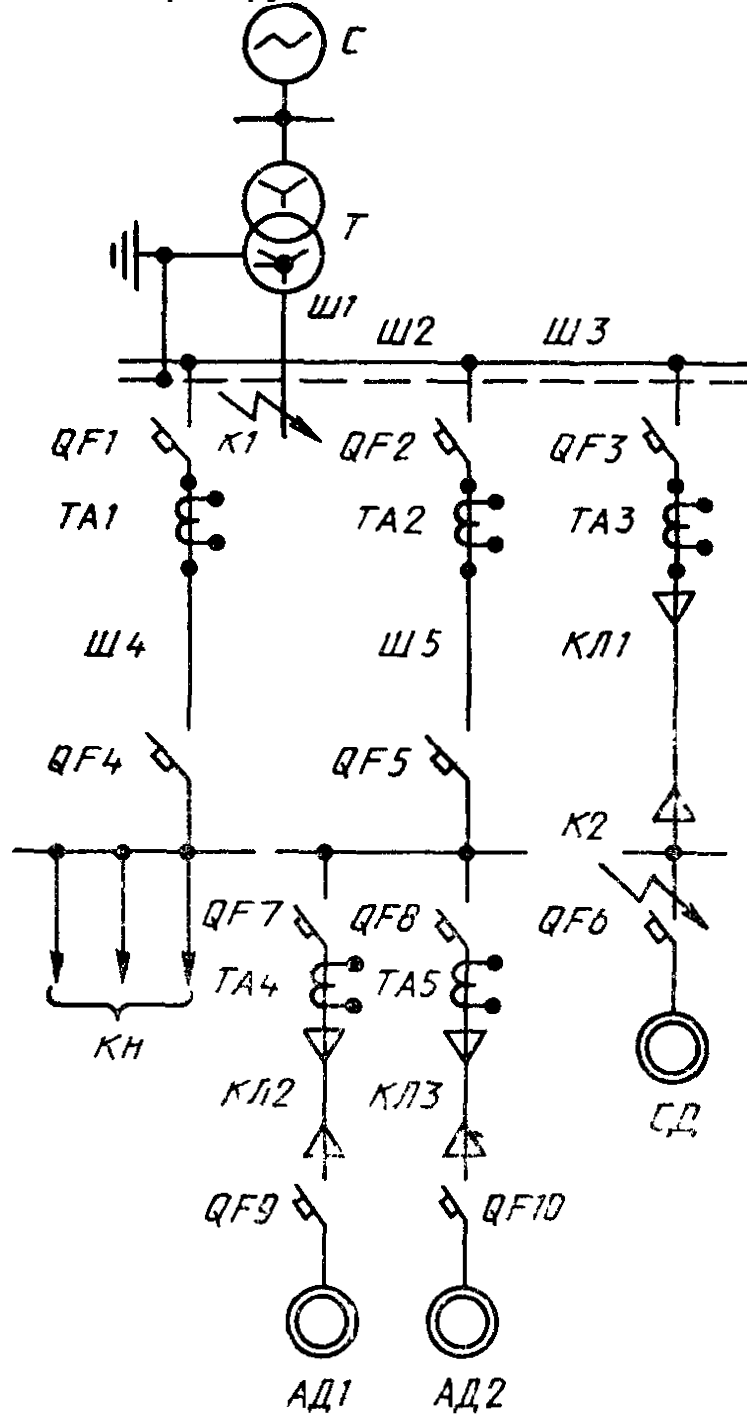 С
Т
Ш1
Ш2 Ш3
QF1 К1 QF2 QF3
ТА1 ТА2 ТА3
Ш4 Ш5 КЛ1
QF4 QF5
К2
QF7 QF8 QF6
ТА4 ТА5
КН
КЛ2 КЛ3
СД
QF9 QF10
АД1 АД2